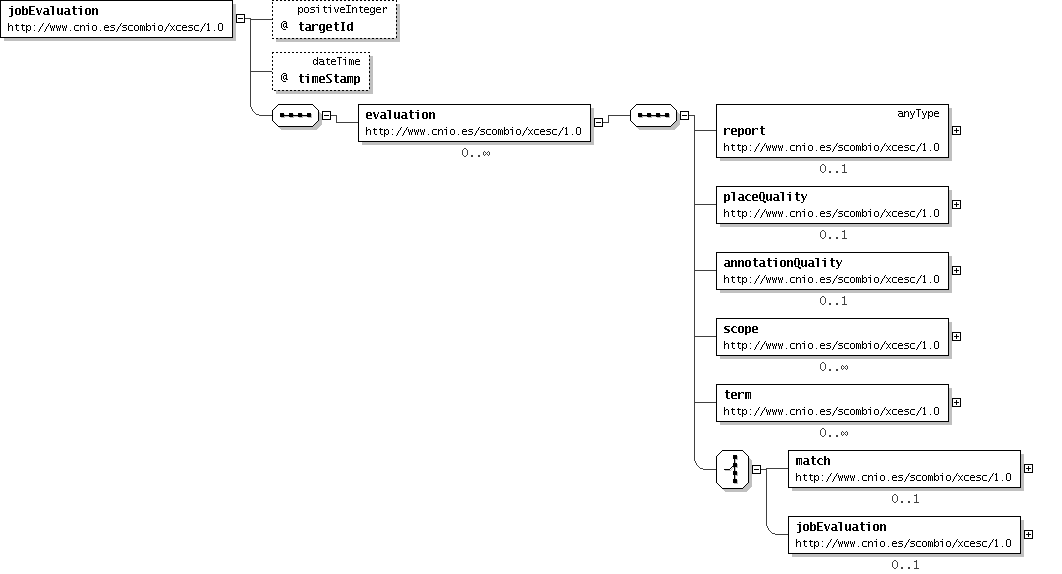 jobEvaluation
http://www.cnio.es/scombio/xcesc/1.0
positiveInteger
@ targetId
dateTime
@ timeStamp
evaluation
http://www.cnio.es/scombio/xcesc/1.0
0..∞
anyType
report
http://www.cnio.es/scombio/xcesc/1.0
0..1
placeQuality
http://www.cnio.es/scombio/xcesc/1.0
0..1
annotationQuality
http://www.cnio.es/scombio/xcesc/1.0
0..1
scope
http://www.cnio.es/scombio/xcesc/1.0
0..∞
term
http://www.cnio.es/scombio/xcesc/1.0
0..∞
match
http://www.cnio.es/scombio/xcesc/1.0
0..1
jobEvaluation
http://www.cnio.es/scombio/xcesc/1.0
0..1